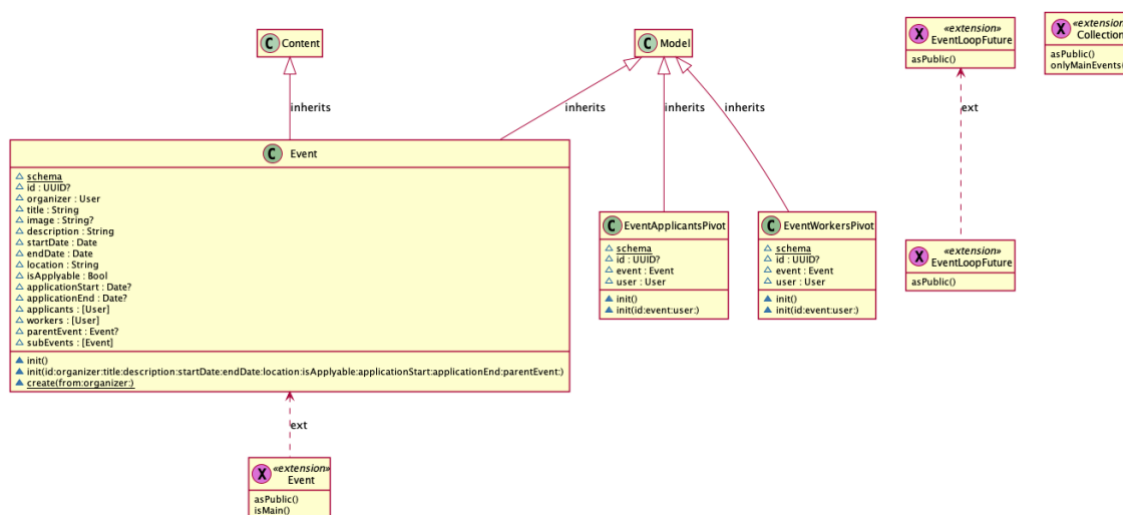 C Content
C Model
X «extension»
EventLoopFuture
asPublic()
X «extension
Collection
asPublic()
onlyMainEvents(
inherits
inherits
inherits
inherits
ext
C Event
schema
id : UUID?
organizer : User
title : String
image : String?
description : String
startDate : Date
endDate : Date
location : String
isApplyable : Bool
applicationStart : Date?
applicationEnd : Date?
applicants : [User]
workers : [User]
parentEvent : Event?
subEvents : [Event]
init()
init(id:organizer:title:description:startDate:endDate:location:isApplyable:applicationStart:applicationEnd:parentEvent:)
create(from:organizer:)
C EventApplicantsPivot
schema
id : UUID?
event : Event
user : User
init()
init(id:event:user:)
C EventWorkersPivot
schema
id : UUID?
event : Event
user : User
init()
init(id:event:user:)
X «extension»
EventLoopFuture
asPublic()
ext
X «extension»
Event
asPublic()
isMain()